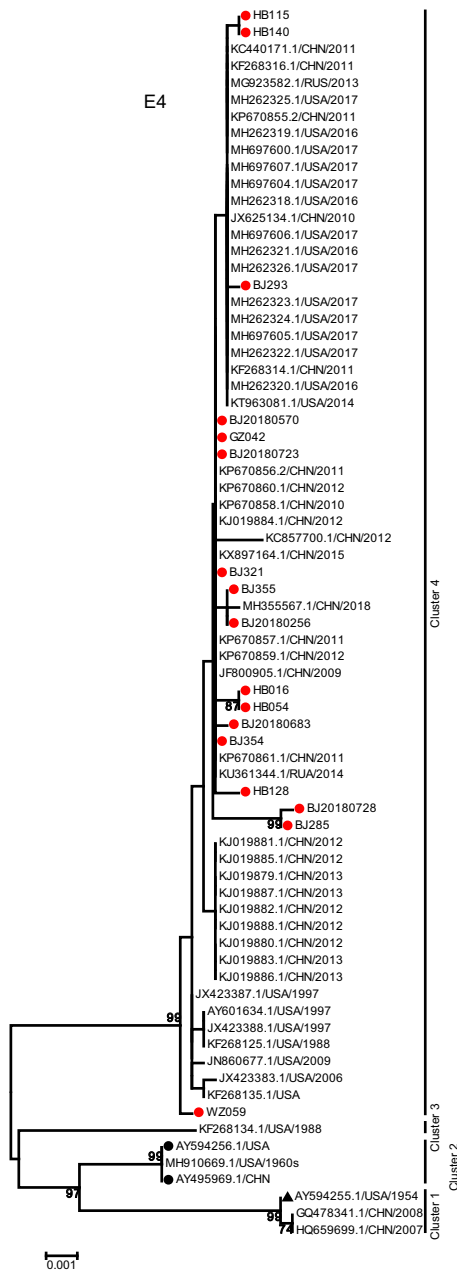 E4
HB115
HB140
KC440171.1/CHN/2011
KF268316.1/CHN/2011
MG923582.1/RUS/2013
MH262325.1/USA/2017
KP670855.2/CHN/2011
MH262319.1/USA/2016
MH697600.1/USA/2017
MH697607.1/USA/2017
MH697604.1/USA/2017
MH262318.1/USA/2016
JX625134.1/CHN/2010
MH697606.1/USA/2017
MH262321.1/USA/2016
MH262326.1/USA/2017
BJ293
MH262323.1/USA/2017
MH262324.1/USA/2017
MH697605.1/USA/2017
MH262322.1/USA/2017
KF268314.1/CHN/2011
MH262320.1/USA/2016
KT963081.1/USA/2014
BJ20180570
GZ042
BJ20180723
KP670856.2/CHN/2011
KP670860.1/CHN/2012
KP670858.1/CHN/2010
KJ019884.1/CHN/2012
KC857700.1/CHN/2012
KX897164.1/CHN/2015
BJ321
BJ355
MH355567.1/CHN/2018
BJ20180256
KP670857.1/CHN/2011
KP670859.1/CHN/2012
JF800905.1/CHN/2009
HB016
87
HB054
BJ20180683
BJ354
KP670861.1/CHN/2011
KU361344.1/RUA/2014
HB128
BJ20180728
99
BJ285
KJ019881.1/CHN/2012
KJ019885.1/CHN/2012
KJ019879.1/CHN/2013
KJ019887.1/CHN/2013
KJ019882.1/CHN/2012
KJ019888.1/CHN/2012
KJ019880.1/CHN/2012
KJ019883.1/CHN/2013
KJ019886.1/CHN/2013
JX423387.1/USA/1997
AY601634.1/USA/1997
99
JX423388.1/USA/1997
KF268125.1/USA/1988
JN860677.1/USA/2009
JX423383.1/USA/2006
KF268135.1/USA
WZ059
KF268134.1/USA/1988
AY594256.1/USA
99
MH910669.1/USA/1960s
AY495969.1/CHN
97
AY594255.1/USA/1954
99
GQ478341.1/CHN/2008
74
HQ659699.1/CHN/2007
Cluster 4
Cluster 3
Cluster 2
Cluster 1
0.001